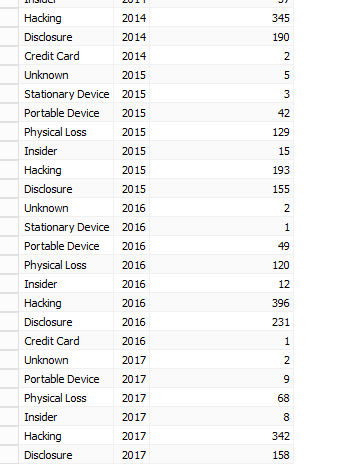 Insider 2014 37
Hacking 2014 345
Disclosure 2014 190
Credit Card 2014 2
Unknown 2015 5
Stationary Device 2015 3
Portable Device 2015 42
Physical Loss 2015 129
Insider 2015 15
Hacking 2015 193
Disclosure 2015 155
Unknown 2016 2
Stationary Device 2016 1
Portable Device 2016 49
Physical Loss 2016 120
Insider 2016 12
Hacking 2016 396
Disclosure 2016 231
Credit Card 2016 1
Unknown 2017 2
Portable Device 2017 9
Physical Loss 2017 68
Insider 2017 8
Hacking 2017 342
Disclosure 2017 158